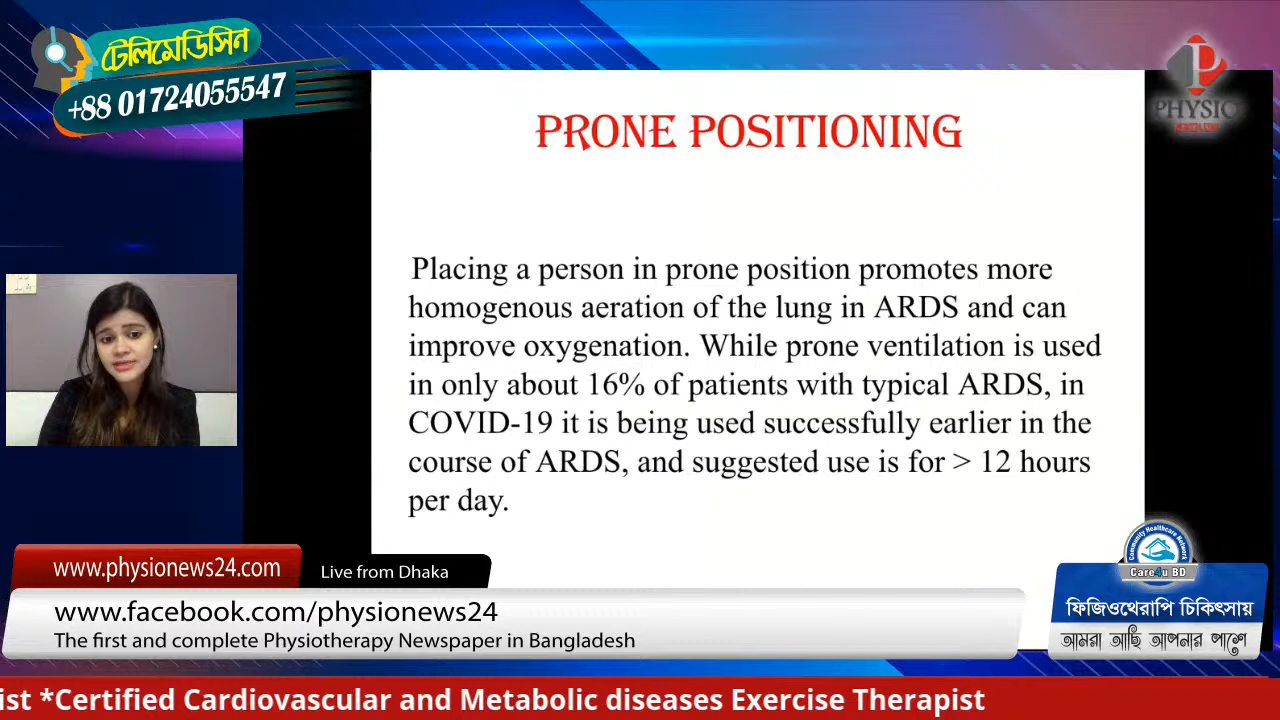 টেলিমেডিসিন
+88 01724055547
PHYSIO
PRONE POSITIONING
Placing a person in prone position promotes more
homogenous aeration of the lung in ARDS and can
improve oxygenation. While prone ventilation is used
in only about 16% of patients with typical ARDS, in
COVID-19 it is being used successfully earlier in the
course of ARDS, and suggested use is for > 12 hours
per day.
www.physionews24.com
Live from Dhaka
www.facebook.com/physionews24
The first and complete Physiotherapy Newspaper in Bangladesh
Community Healthcare Network
Care4u BD
ফিজিওথেরাপি চিকিৎসায়
আমরা আছি আপনার পাশে
ist *Certified Cardiovascular and Metabolic diseases Exercise Therapist